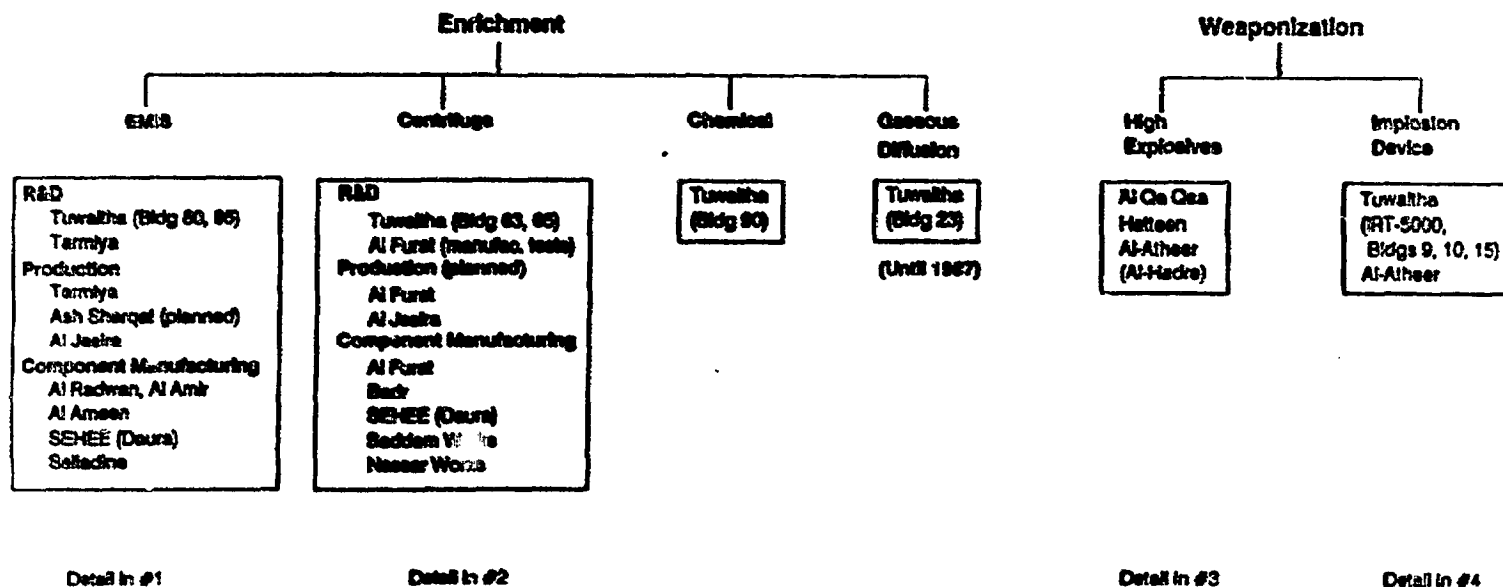 Enrichment
EMIS
R&D
Tuwaitha (Bldg 80, 85)
Tarmiya
Production
Tarmiya
Ash Sharqat (planned)
Al Jesira
Component Manufacturing
Al Radwan, Al Amir
Al Ameen
SEHEE (Daura)
Salladine
Detail in #1
Centrifuge
R&D
Tuwaitha (Bldg 63, 65)
Al Furat (manufac. tests)
Production (planned)
Al Furat
Al Jesira
Component Manufacturing
Al Furat
Badr
SEHEE (Daura)
Saddam
Nassar Works
Detail in #2
Chemical
Tuwaitha
(Bldg 90)
Gaseous
Diffusion
Tuwaitha
(Bldg 23)
(Until 1987)
Weaponization
High
Explosives
Al Qa Qaa
Hatteen
Al-Atheer
(Al-Hadre)
Detail in #3
Implosion
Device
Tuwaitha
(IRT-5000,
Bldgs 9, 10, 15)
Al-Atheer
Detail in #4